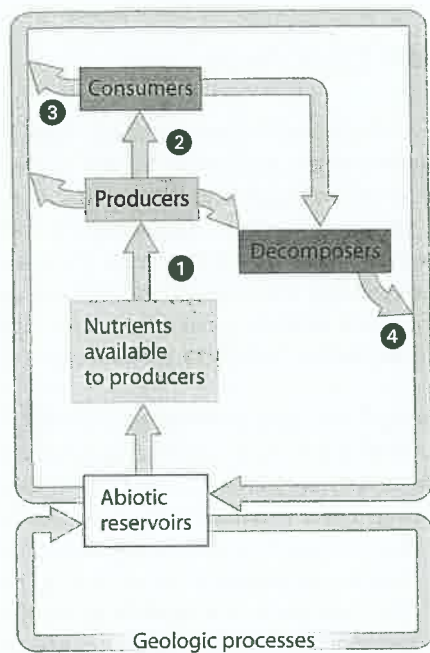 Consumers
3
2
Producers
Decomposers
1
4
Nutrients
available
to producers
Abiotic
reservoirs
Geologic processes